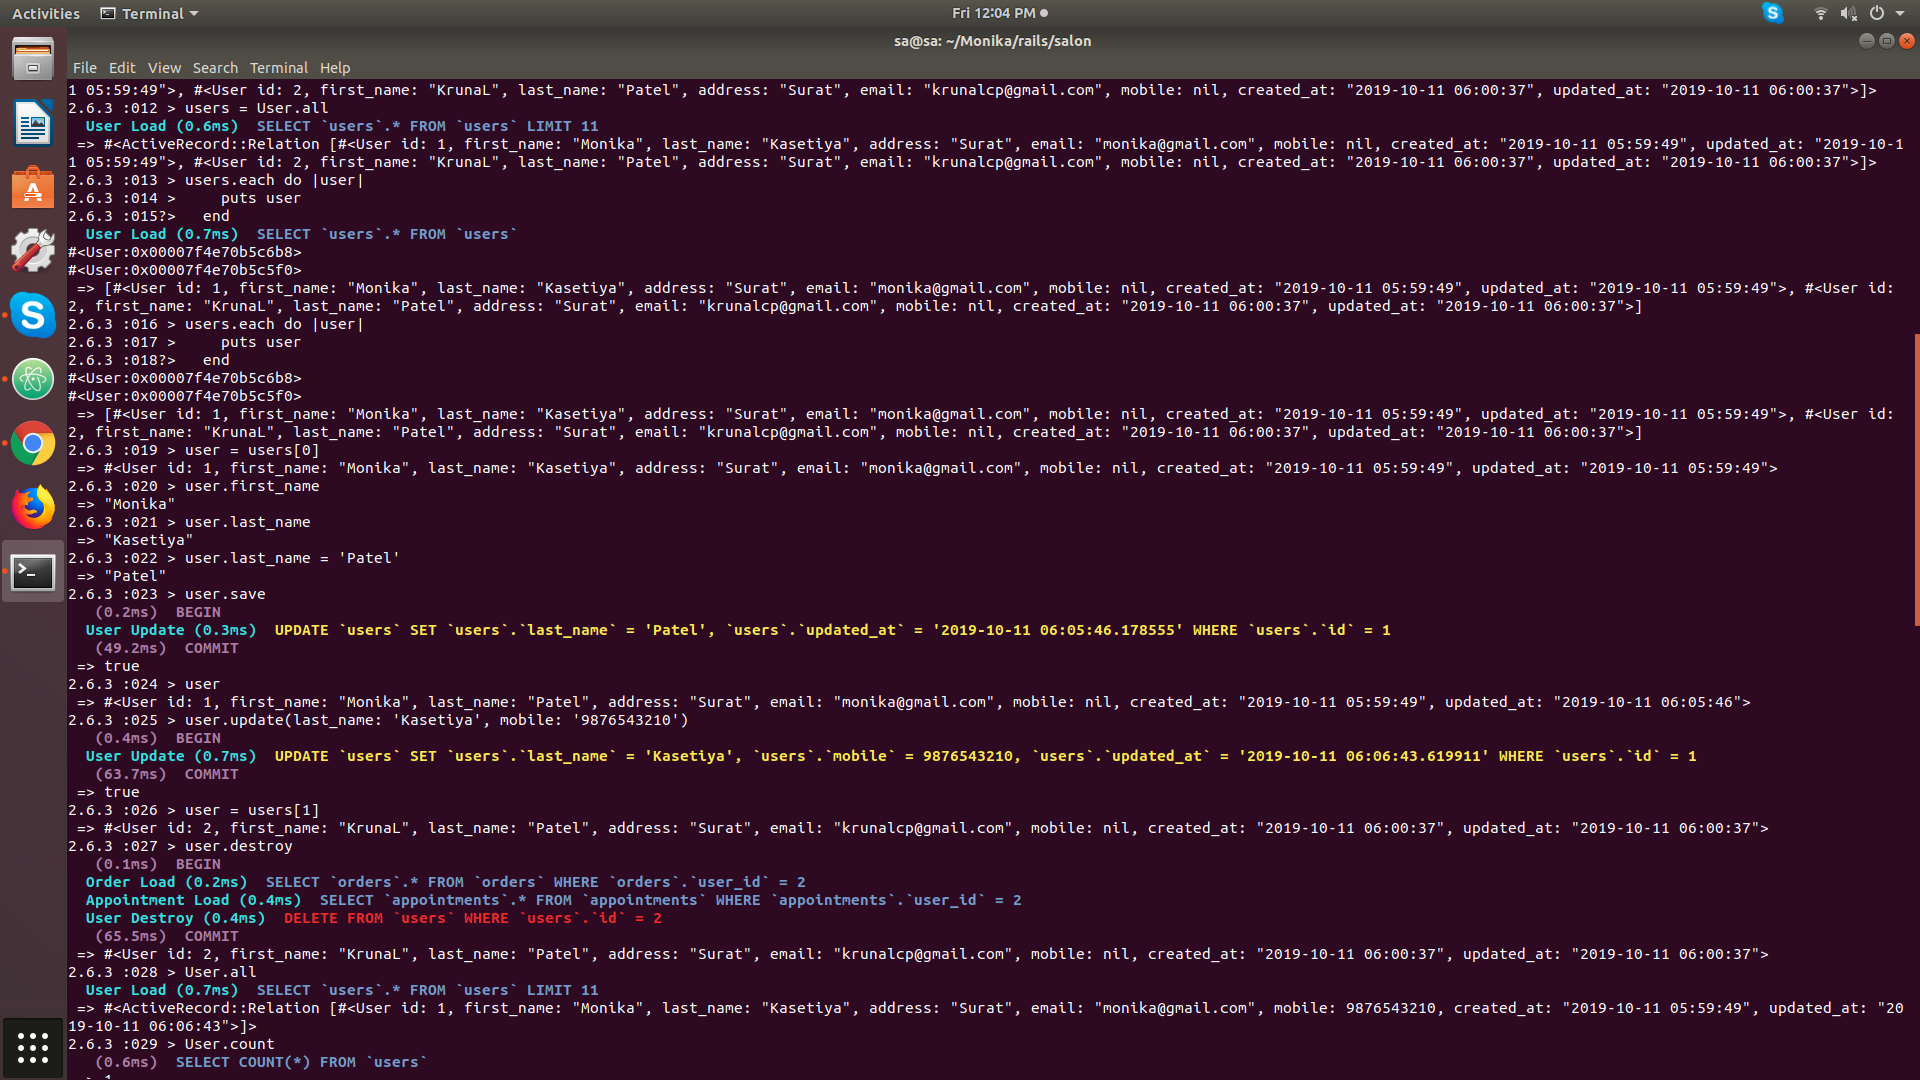 Activities Terminal Fri 12:04 PM
sa@sa: ~/Monika/rails/salon
File Edit View Search Terminal Help
1 05:59:49">, #<User id: 2, first_name: "KrunaL", last_name: "Patel", address: "Surat", email: "krunalcp@gmail.com", mobile: nil, created_at: "2019-10-11 06:00:37", updated_at: "2019-10-11 06:00:37">]>
2.6.3 :012 > users = User.all
User Load (0.6ms)  SELECT `users`.* FROM `users` LIMIT 11
=> #<ActiveRecord::Relation [#<User id: 1, first_name: "Monika", last_name: "Kasetiya", address: "Surat", email: "monika@gmail.com", mobile: nil, created_at: "2019-10-11 05:59:49", updated_at: "2019-10-1
1 05:59:49">, #<User id: 2, first_name: "KrunaL", last_name: "Patel", address: "Surat", email: "krunalcp@gmail.com", mobile: nil, created_at: "2019-10-11 06:00:37", updated_at: "2019-10-11 06:00:37">]>
2.6.3 :013 > users.each do |user|
2.6.3 :014 >     puts user
2.6.3 :015?>   end
User Load (0.7ms)  SELECT `users`.* FROM `users`
#<User:0x00007f4e70b5c6b8>
#<User:0x00007f4e70b5c5f0>
=> [#<User id: 1, first_name: "Monika", last_name: "Kasetiya", address: "Surat", email: "monika@gmail.com", mobile: nil, created_at: "2019-10-11 05:59:49", updated_at: "2019-10-11 05:59:49">, #<User id:
2, first_name: "KrunaL", last_name: "Patel", address: "Surat", email: "krunalcp@gmail.com", mobile: nil, created_at: "2019-10-11 06:00:37", updated_at: "2019-10-11 06:00:37">]
2.6.3 :016 > users.each do |user|
2.6.3 :017 >     puts user
2.6.3 :018?>   end
#<User:0x00007f4e70b5c6b8>
#<User:0x00007f4e70b5c5f0>
=> [#<User id: 1, first_name: "Monika", last_name: "Kasetiya", address: "Surat", email: "monika@gmail.com", mobile: nil, created_at: "2019-10-11 05:59:49", updated_at: "2019-10-11 05:59:49">, #<User id:
2, first_name: "KrunaL", last_name: "Patel", address: "Surat", email: "krunalcp@gmail.com", mobile: nil, created_at: "2019-10-11 06:00:37", updated_at: "2019-10-11 06:00:37">]
2.6.3 :019 > user = users[0]
=> #<User id: 1, first_name: "Monika", last_name: "Kasetiya", address: "Surat", email: "monika@gmail.com", mobile: nil, created_at: "2019-10-11 05:59:49", updated_at: "2019-10-11 05:59:49">
2.6.3 :020 > user.first_name
=> "Monika"
2.6.3 :021 > user.last_name
=> "Kasetiya"
2.6.3 :022 > user.last_name = 'Patel'
=> "Patel"
2.6.3 :023 > user.save
(0.2ms)  BEGIN
User Update (0.3ms)  UPDATE `users` SET `users`.`last_name` = 'Patel', `users`.`updated_at` = '2019-10-11 06:05:46.178555' WHERE `users`.`id` = 1
(49.2ms)  COMMIT
=> true
2.6.3 :024 > user
=> #<User id: 1, first_name: "Monika", last_name: "Patel", address: "Surat", email: "monika@gmail.com", mobile: nil, created_at: "2019-10-11 05:59:49", updated_at: "2019-10-11 06:05:46">
2.6.3 :025 > user.update(last_name: 'Kasetiya', mobile: '9876543210')
(0.4ms)  BEGIN
User Update (0.7ms)  UPDATE `users` SET `users`.`last_name` = 'Kasetiya', `users`.`mobile` = 9876543210, `users`.`updated_at` = '2019-10-11 06:06:43.619911' WHERE `users`.`id` = 1
(63.7ms)  COMMIT
=> true
2.6.3 :026 > user = users[1]
=> #<User id: 2, first_name: "KrunaL", last_name: "Patel", address: "Surat", email: "krunalcp@gmail.com", mobile: nil, created_at: "2019-10-11 06:00:37", updated_at: "2019-10-11 06:00:37">
2.6.3 :027 > user.destroy
(0.1ms)  BEGIN
Order Load (0.2ms)  SELECT `orders`.* FROM `orders` WHERE `orders`.`user_id` = 2
Appointment Load (0.4ms)  SELECT `appointments`.* FROM `appointments` WHERE `appointments`.`user_id` = 2
User Destroy (0.4ms)  DELETE FROM `users` WHERE `users`.`id` = 2
(65.5ms)  COMMIT
=> #<User id: 2, first_name: "KrunaL", last_name: "Patel", address: "Surat", email: "krunalcp@gmail.com", mobile: nil, created_at: "2019-10-11 06:00:37", updated_at: "2019-10-11 06:00:37">
2.6.3 :028 > User.all
User Load (0.7ms)  SELECT `users`.* FROM `users` LIMIT 11
=> #<ActiveRecord::Relation [#<User id: 1, first_name: "Monika", last_name: "Kasetiya", address: "Surat", email: "monika@gmail.com", mobile: 9876543210, created_at: "2019-10-11 05:59:49", updated_at: "20
19-10-11 06:06:43">]>
2.6.3 :029 > User.count
(0.6ms)  SELECT COUNT(*) FROM `users`